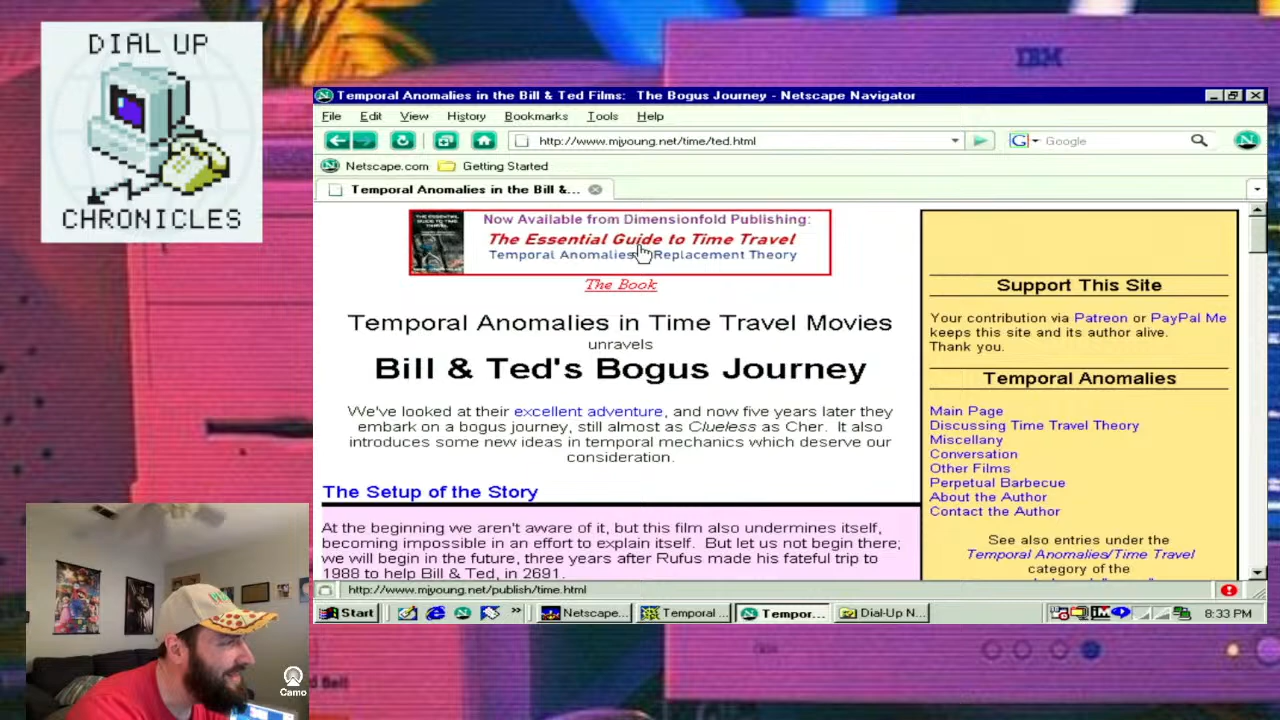 DIAL UP
CHRONICLES
IBM
Temporal Anomalies in the Bill & Ted Films:  The Bogus Journey - Netscape Navigator
File Edit View History Bookmarks Tools Help
http://www.mjyoung.net/time/ted.html
G Google
Netscape.com Getting Started
Temporal Anomalies in the Bill &...
Now Available from Dimensionfold Publishing:
The Essential Guide to Time Travel
Temporal Anomalies Replacement Theory
The Book
Temporal Anomalies in Time Travel Movies
unravels
Bill & Ted's Bogus Journey
We've looked at their excellent adventure, and now five years later they
embark on a bogus journey, still almost as Clueless as Cher.  It also
introduces some new ideas in temporal mechanics which deserve our
consideration.
The Setup of the Story
At the beginning we aren't aware of it, but this film also undermines itself,
becoming impossible in an effort to explain itself.  But let us not begin there;
we will begin in the future, three years after Rufus made his fateful trip to
1988 to help Bill & Ted, in 2691.
Support This Site
Your contribution via Patreon or PayPal Me
keeps this site and its author alive.
Thank you.
Temporal Anomalies
Main Page
Discussing Time Travel Theory
Miscellany
Conversation
Other Films
Perpetual Barbecue
About the Author
Contact the Author
See also entries under the
Temporal Anomalies/Time Travel
category of the
http://www.mjyoung.net/publish/time.html
Start
Netscape...
Temporal ...
Tempor...
Dial-Up N...
8:33 PM
Camo